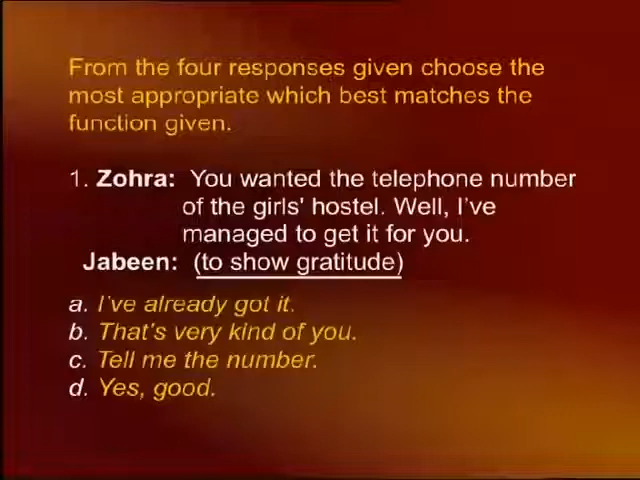 From the four responses given choose the
most appropriate which best matches the
function given.
1. Zohra: You wanted the telephone number
of the girls' hostel. Well, I've
managed to get it for you.
Jabeen: (to show gratitude)
a. I've already got it.
b. That's very kind of you.
c. Tell me the number.
d. Yes, good.